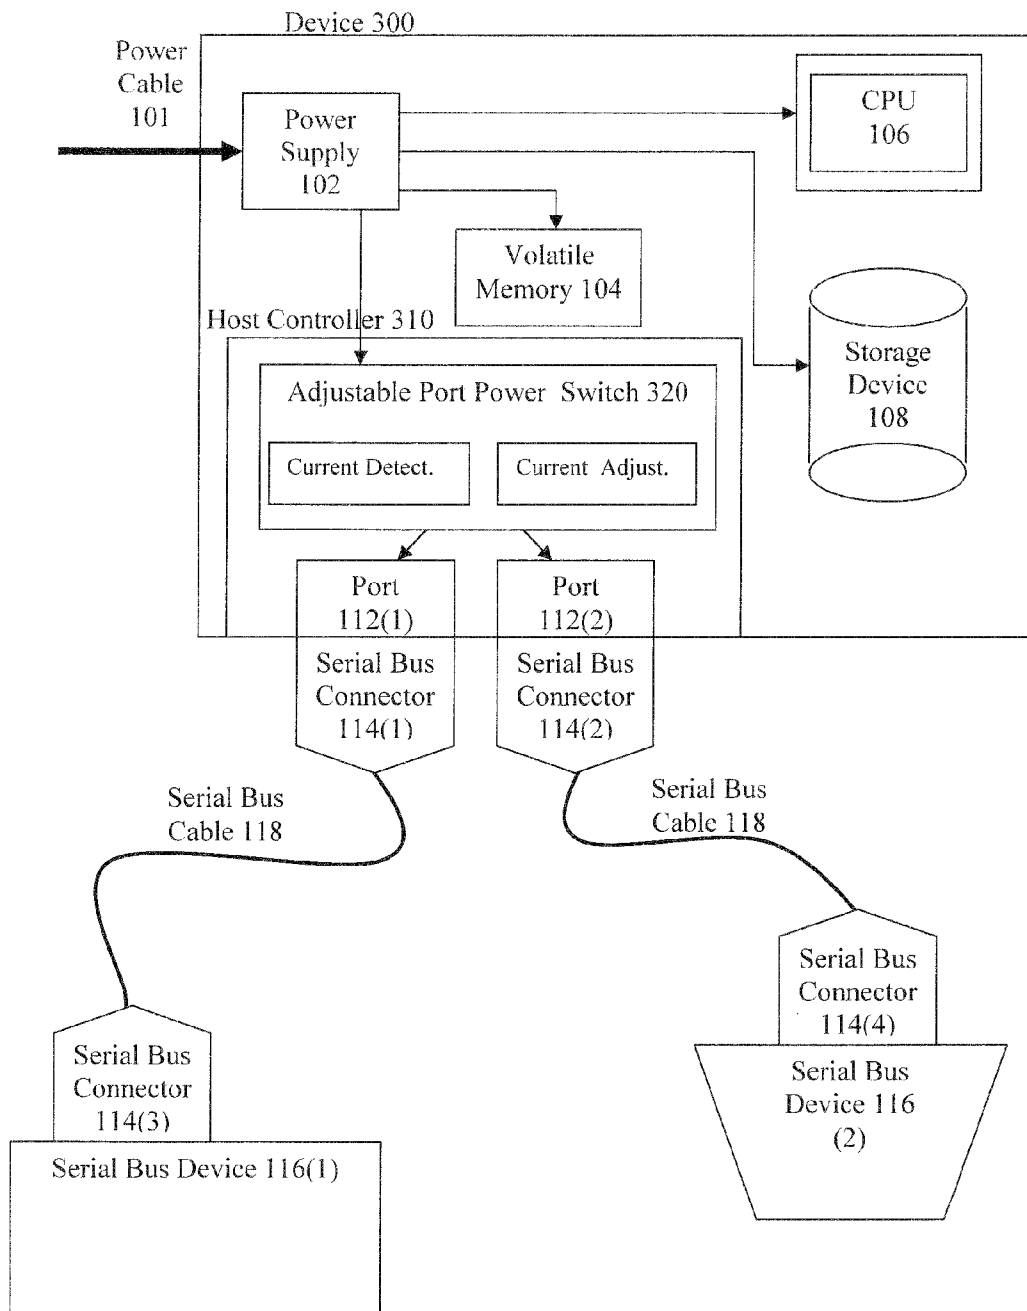 Device 300
Power
Cable
101
Power
Supply
102
CPU
106
Volatile
Memory 104
Host Controller 310
Storage
Device
108
Adjustable Port Power Switch 320
Current Detect.
Current Adjust.
Port
112(1)
Port
112(2)
Serial Bus
Connector
114(1)
Serial Bus
Connector
114(2)
Serial Bus
Cable 118
Serial Bus
Cable 118
Serial Bus
Connector
114(4)
Serial Bus
Device 116
(2)
Serial Bus
Connector
114(3)
Serial Bus Device 116(1)